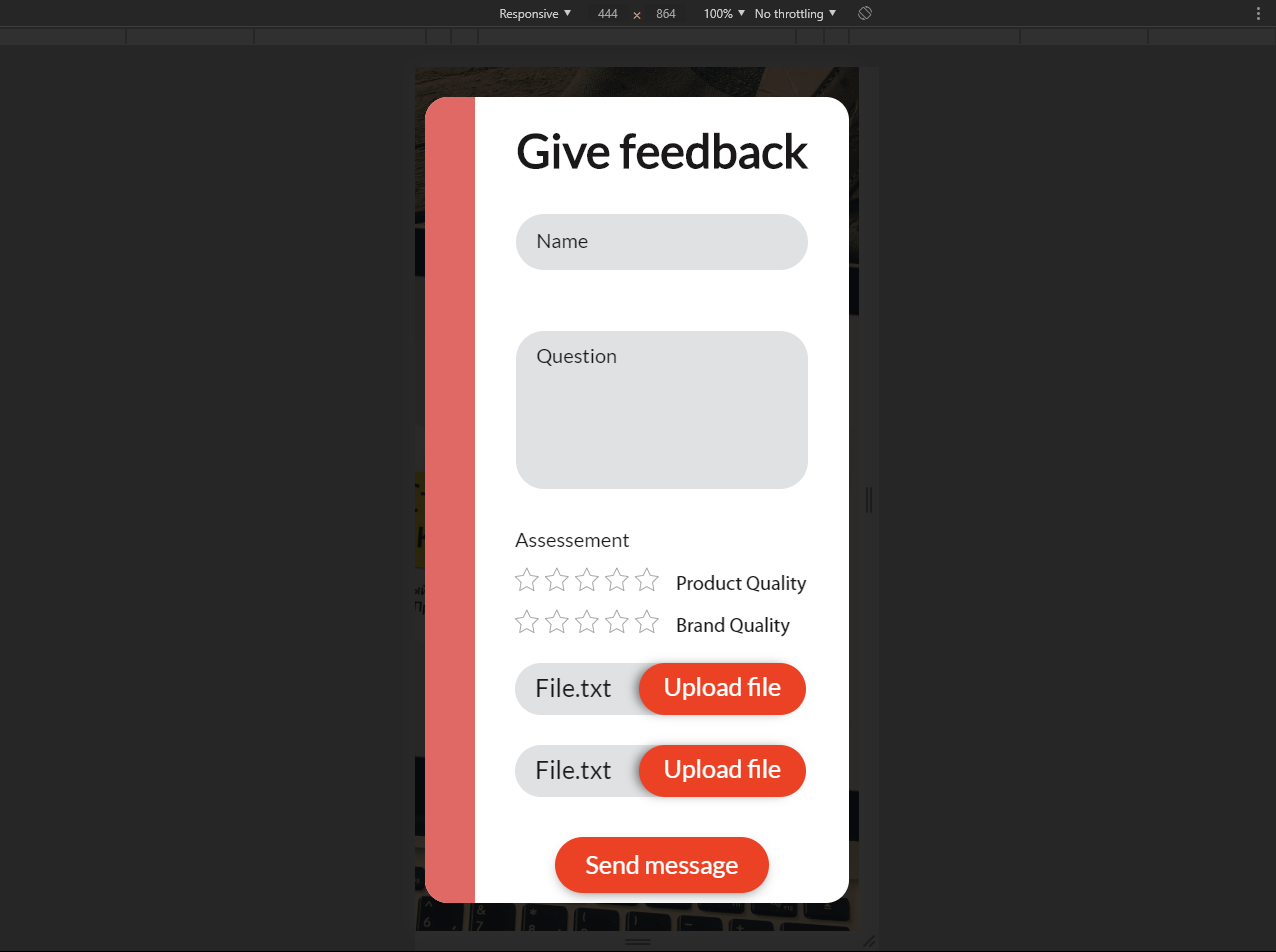 Responsive ▼ 444 × 864 100% ▼ No throttling ▼
Give feedback
Name
Question
Assessement
Product Quality
Brand Quality
File.txt Upload file
File.txt Upload file
Send message